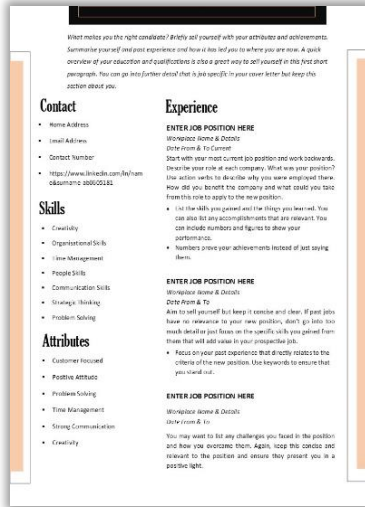 What makes you the right candidate? Briefly sell yourself with your attributes and achievements.
Summarise yourself and past experience and how it has led you to where you are now. A quick
overview of your education and qualifications is also a great way to sell yourself in this first short
paragraph. You can go into further detail that is job specific in your cover letter but keep this
section about you.
Contact
• Home Address
• Email Address
• Contact Number
• https://www.linkedin.com/in/nam
Skills
• Creativity
• Organisational Skills
• Time Management
• People Skills
• Communication Skills
• Strategic Thinking
• Problem Solving
Attributes
• Customer Focused
• Positive Attitude
• Problem Solving
• Time Management
• Strong Communication
• Creativity
Experience
ENTER JOB POSITION HERE
Workplace Name & Details
Date From & To Current
Start with your most current job position and work backwards.
Describe your role at each company. What was your position?
Use action verbs to describe why you were employed there.
How did you benefit the company and what could you take
from this role to apply to the new position.
• List the skills you gained and the things you learned. You
can also list any accomplishments that are relevant. You
can include numbers and figures to show your
performance.
• Numbers prove your achievements instead of just saying
them.
ENTER JOB POSITION HERE
Workplace Name & Details
Date From & To
Aim to sell yourself but keep it concise and clear. If past jobs
have no relevance to your new position, don't go into too
much detail or just focus on the specific skills you gained from
them that will add value in your prospective job.
• Focus on your past experience that directly relates to the
criteria of the new position. Use keywords to ensure that
you stand out.
ENTER JOB POSITION HERE
Workplace Name & Details
Date From & To
You may want to list any challenges you faced in the position
and how you overcame them. Again, keep this concise and
relevant to the position and ensure they present you in a
positive light.